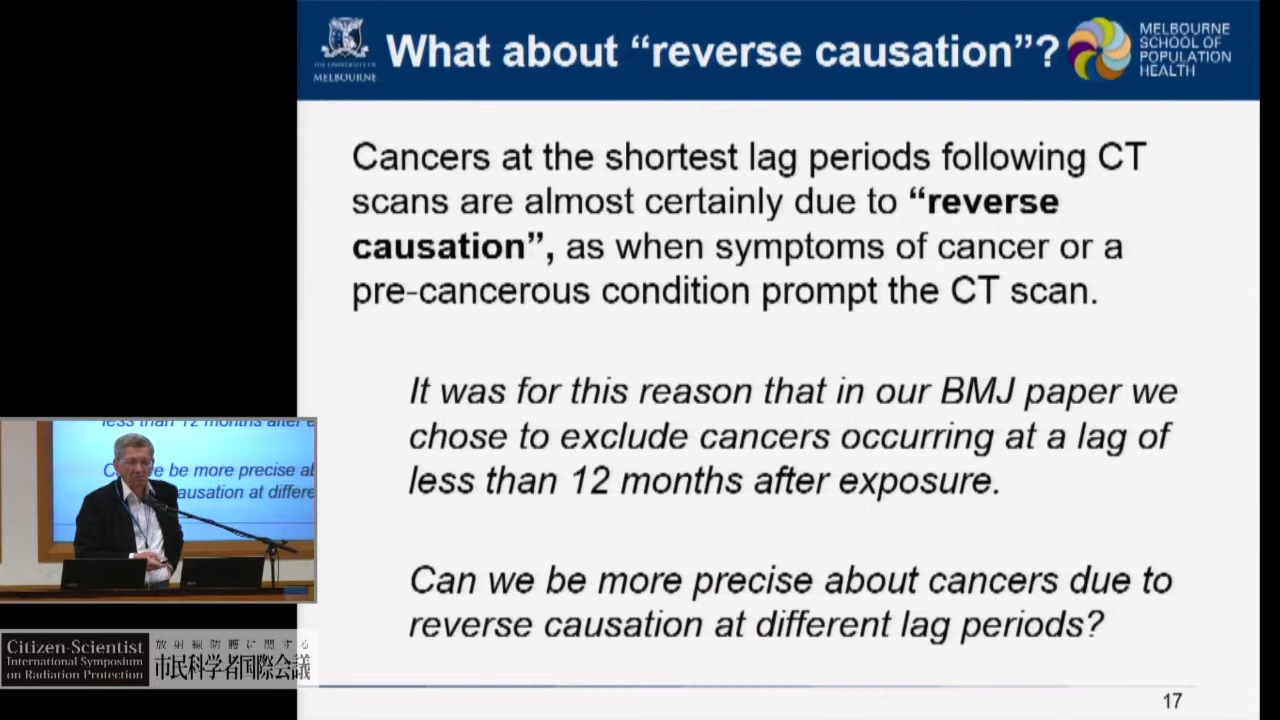 THE UNIVERSITY OF
MELBOURNE
What about “reverse causation”?
MELBOURNE
SCHOOL OF
POPULATION
HEALTH
Cancers at the shortest lag periods following CT
scans are almost certainly due to “reverse
causation”, as when symptoms of cancer or a
pre-cancerous condition prompt the CT scan.
It was for this reason that in our BMJ paper we
chose to exclude cancers occurring at a lag of
less than 12 months after exposure.
Can we be more precise about cancers due to
reverse causation at different lag periods?
17
less than 12 months after e
C e be more precise ab
ausation at differe
Citizen-Scientist
International Symposium
on Radiation Protection
放射線防護に関する
市民科学者国際会議